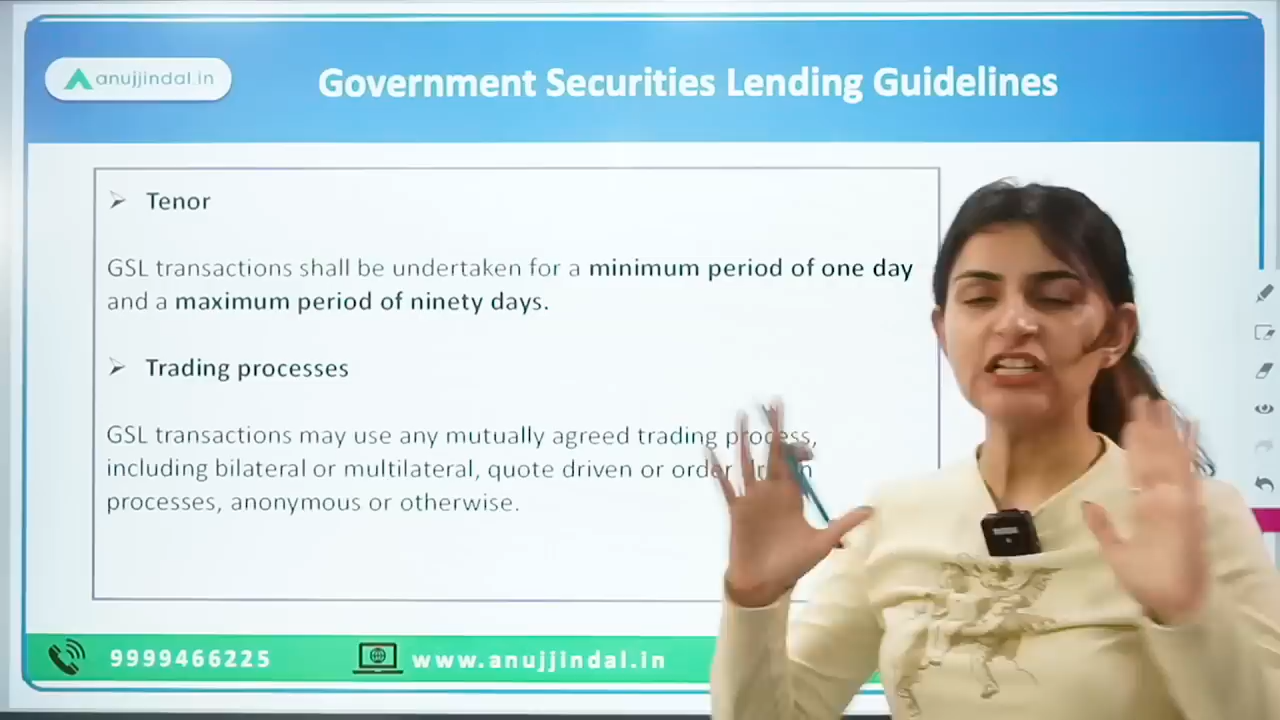 anujjindal.in
Government Securities Lending Guidelines
➢ Tenor
GSL transactions shall be undertaken for a minimum period of one day
and a maximum period of ninety days.
➢ Trading processes
GSL transactions may use any mutually agreed trading process,
including bilateral or multilateral, quote driven or order driven
processes, anonymous or otherwise.
9999466225
www.anujjindal.in